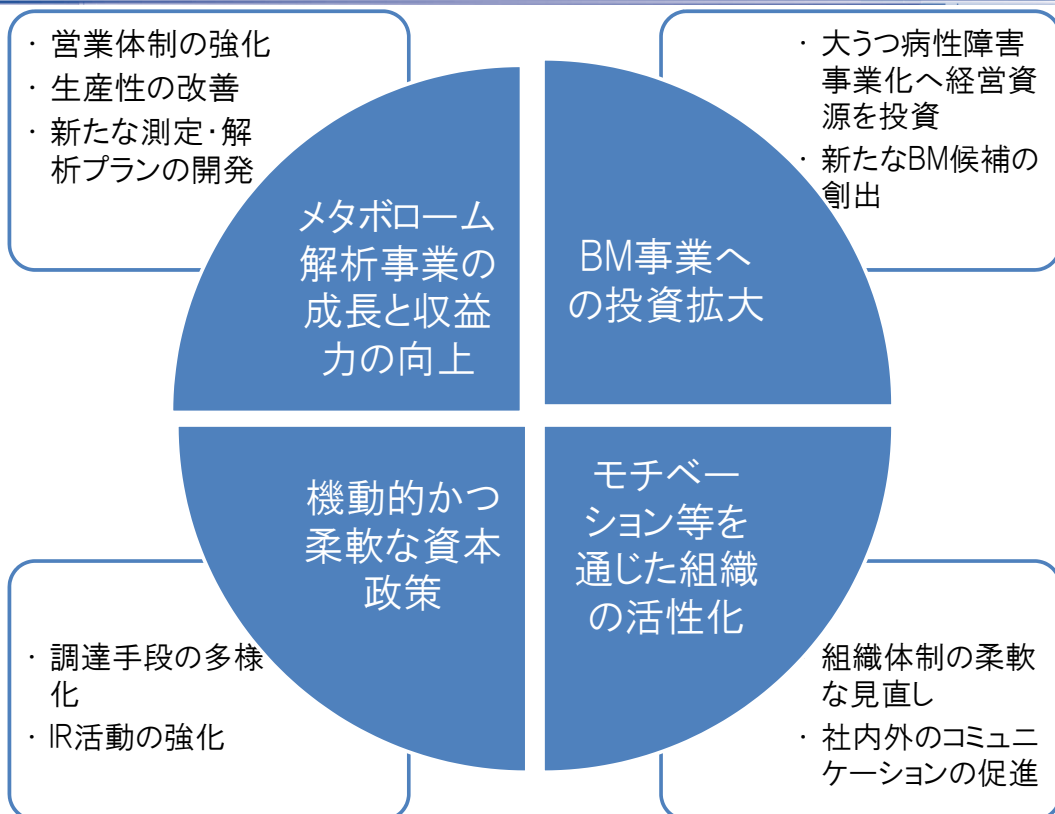 ・営業体制の強化
・生産性の改善
・新たな測定・解
析プランの開発
・大うつ病性障害
事業化へ経営資
源を投資
・新たなBM候補の
創出
メタボローム
解析事業の
成長と収益
力の向上
BM事業へ
の投資拡大
機動的かつ
柔軟な資本
政策
モチベー
ション等を
通じた組織
の活性化
・調達手段の多様
化
・IR活動の強化
組織体制の柔軟
な見直し
・社内外のコミュニ
ケーションの促進